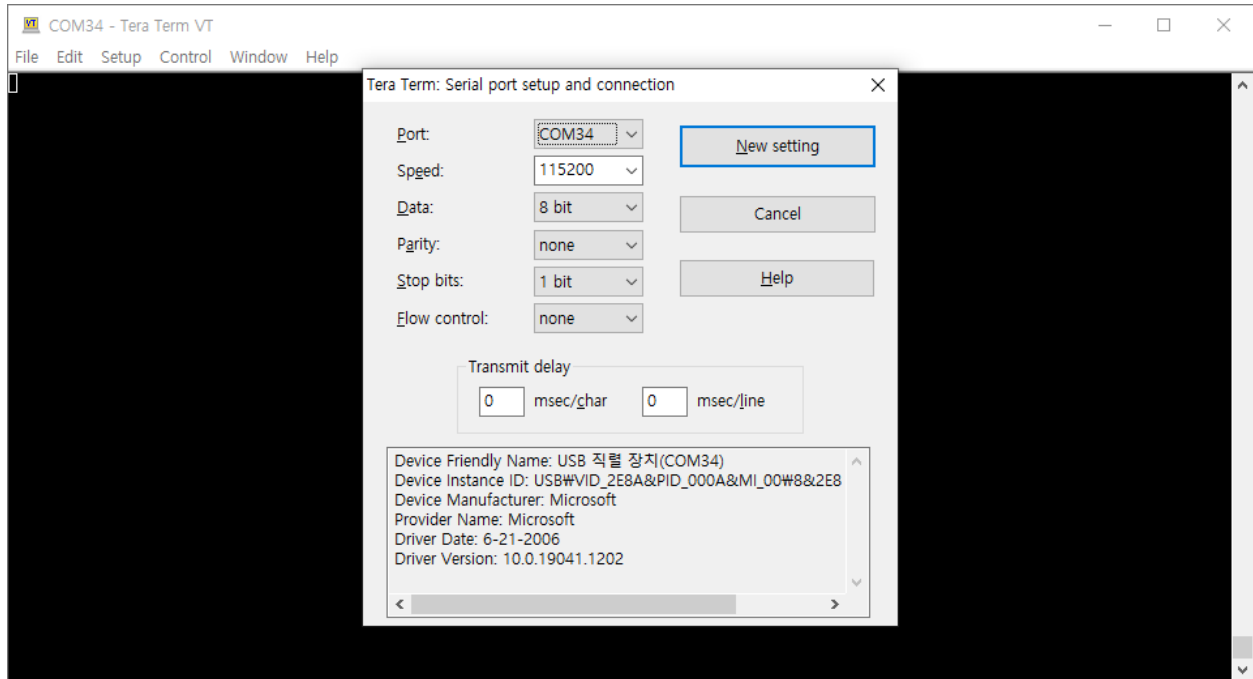 COM34 - Tera Term VT
File Edit Setup Control Window Help
Tera Term: Serial port setup and connection
Port: COM34
New setting
Speed: 115200
Data: 8 bit
Cancel
Parity: none
Stop bits: 1 bit
Help
Flow control: none
Transmit delay
0 msec/char 0 msec/line
Device Friendly Name: USB 직렬 장치(COM34)
Device Instance ID: USB₩VID_2E8A&PID_000A&MI_00₩8&2E8
Device Manufacturer: Microsoft
Provider Name: Microsoft
Driver Date: 6-21-2006
Driver Version: 10.0.19041.1202